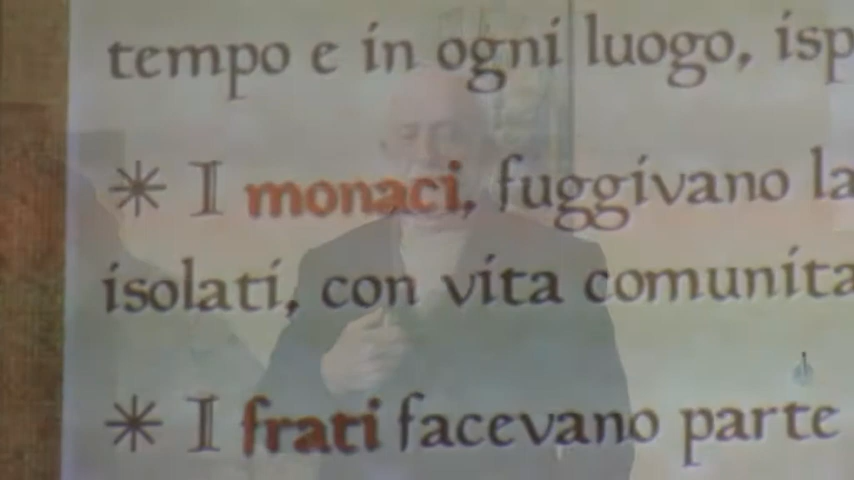 tempo e in ogni luogo, isp
✳ I monaci, fuggivano la
isolati, con vita comunita
✳ I frati facevano parte